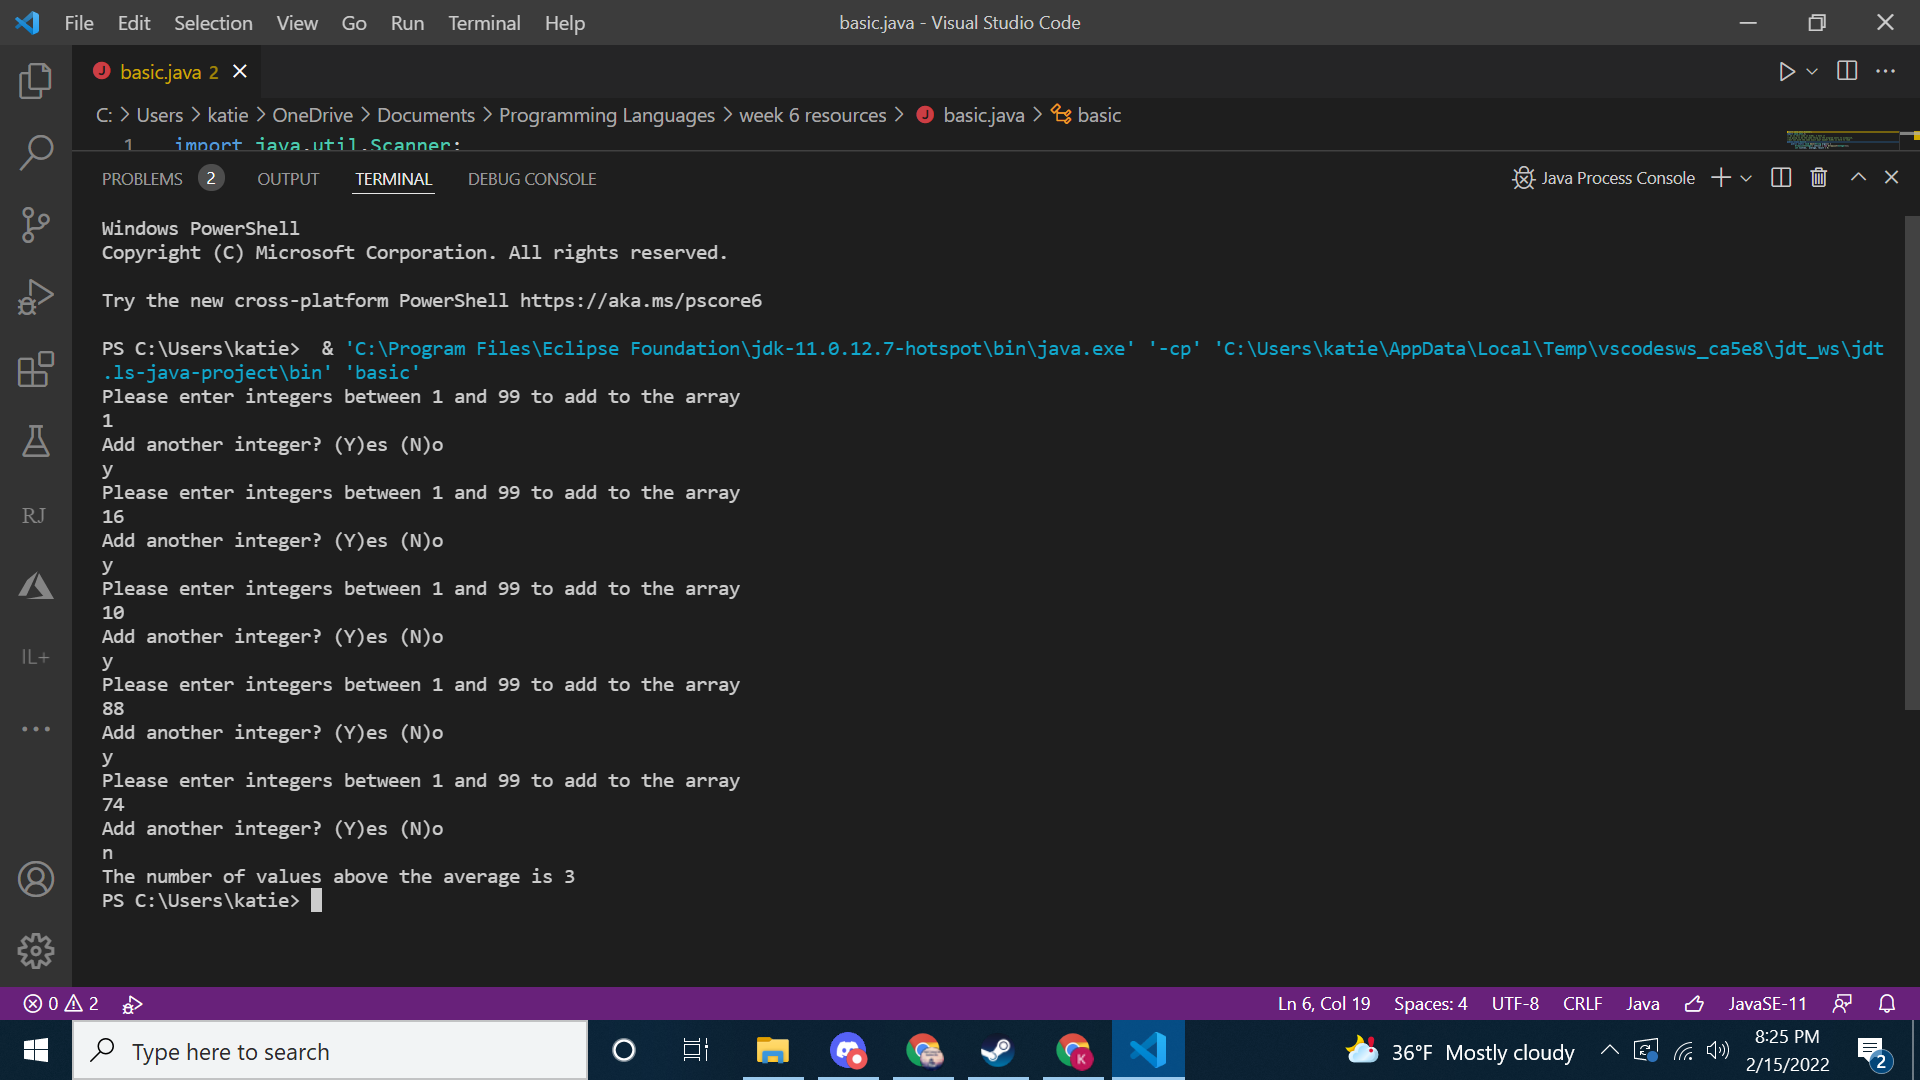 File Edit Selection View Go Run Terminal Help
basic.java - Visual Studio Code
basic.java 2
C: > Users > katie > OneDrive > Documents > Programming Languages > week 6 resources > basic.java > basic
1 import java.util.Scanner;
PROBLEMS 2 OUTPUT TERMINAL DEBUG CONSOLE
Java Process Console
Windows PowerShell
Copyright (C) Microsoft Corporation. All rights reserved.
Try the new cross-platform PowerShell https://aka.ms/pscore6
PS C:\Users\katie>  & 'C:\Program Files\Eclipse Foundation\jdk-11.0.12.7-hotspot\bin\java.exe' '-cp' 'C:\Users\katie\AppData\Local\Temp\vscodesws_ca5e8\jdt_ws\jdt
.ls-java-project\bin' 'basic'
Please enter integers between 1 and 99 to add to the array
1
Add another integer? (Y)es (N)o
y
Please enter integers between 1 and 99 to add to the array
16
Add another integer? (Y)es (N)o
y
Please enter integers between 1 and 99 to add to the array
10
Add another integer? (Y)es (N)o
y
Please enter integers between 1 and 99 to add to the array
88
Add another integer? (Y)es (N)o
y
Please enter integers between 1 and 99 to add to the array
74
Add another integer? (Y)es (N)o
n
The number of values above the average is 3
PS C:\Users\katie>
RJ
IL+
0 2
Ln 6, Col 19 Spaces: 4 UTF-8 CRLF Java JavaSE-11
Type here to search
K
36°F Mostly cloudy
8:25 PM
2/15/2022
2